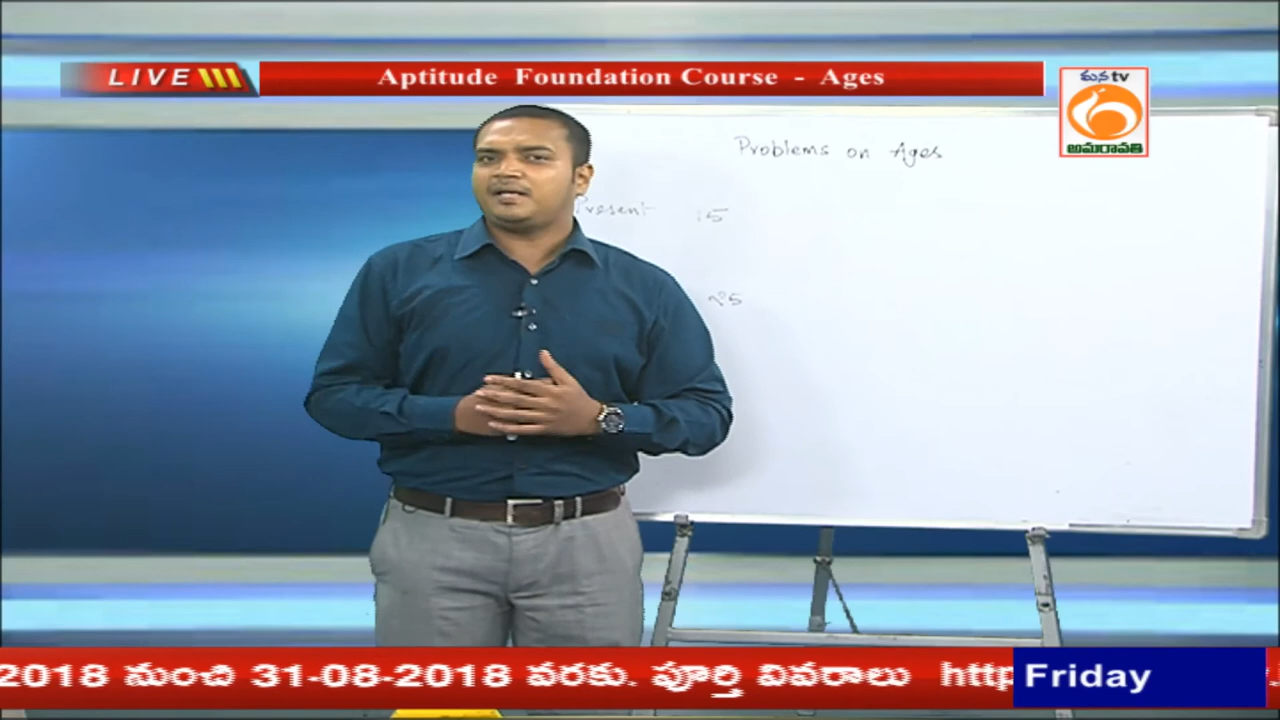 LIVE
Aptitude Foundation Course - Ages
మన tv
అమరావతి
Problems on Ages
Present :5
25
2018 నుంచి 31-08-2018 వరకు. పూర్తి వివరాలు http
Friday